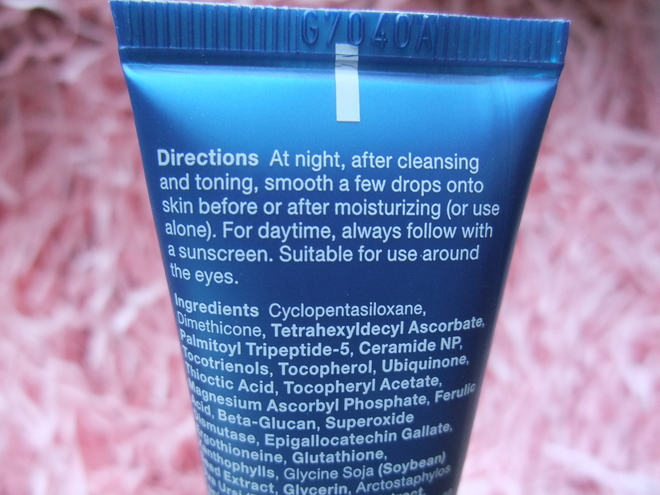 G7040A
Directions At night, after cleansing
and toning, smooth a few drops onto
skin before or after moisturizing (or use
alone). For daytime, always follow with
a sunscreen. Suitable for use around
the eyes.
Ingredients Cyclopentasiloxane,
Dimethicone, Tetrahexyldecyl Ascorbate,
Palmitoyl Tripeptide-5, Ceramide NP,
Tocotrienols, Tocopherol, Ubiquinone,
Thioctic Acid, Tocopheryl Acetate,
Magnesium Ascorbyl Phosphate, Ferulic
Acid, Beta-Glucan, Superoxide
Dismutase, Epigallocatechin Gallate,
Ergothioneine, Glutathione,
Xanthophylls, Glycine Soja (Soybean)
Seed Extract, Glycerin, Arctostaphylos